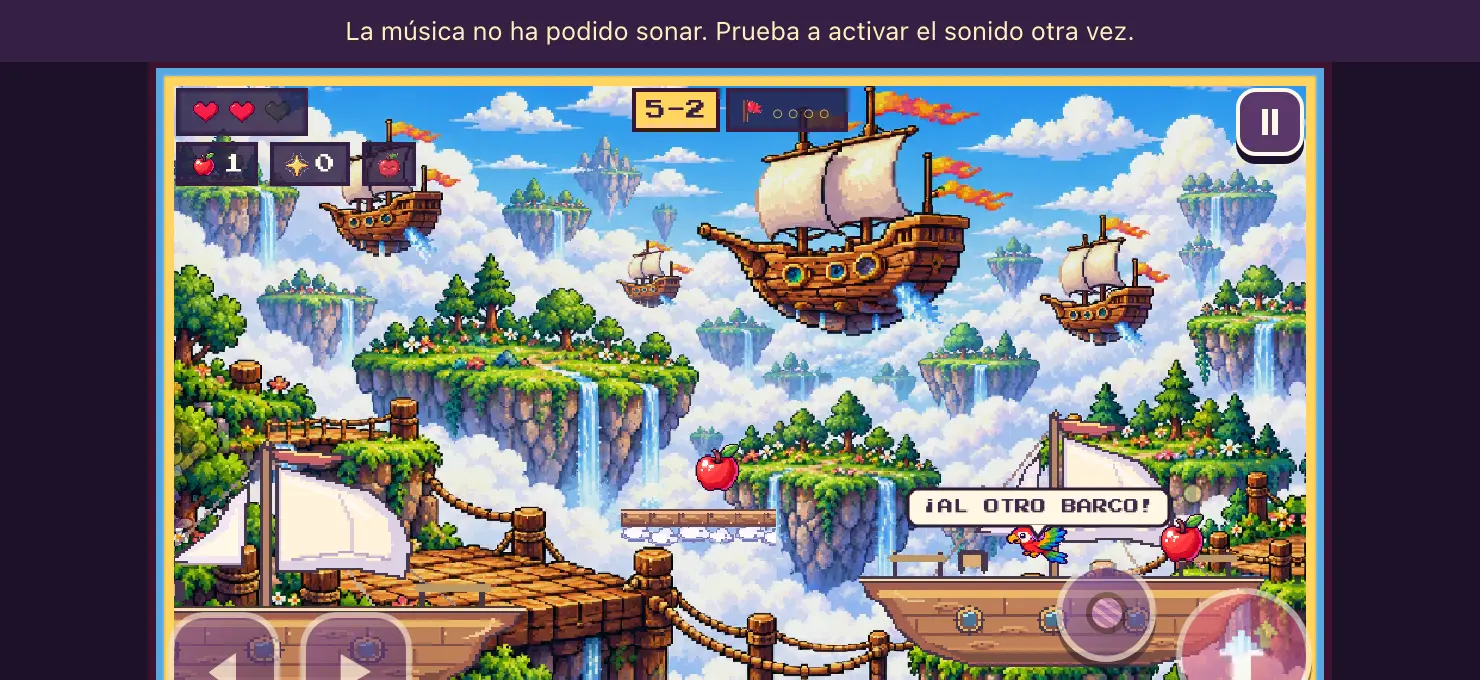 La música no ha podido sonar. Prueba a activar el sonido otra vez.
5-2
1
0
¡AL OTRO BARCO!